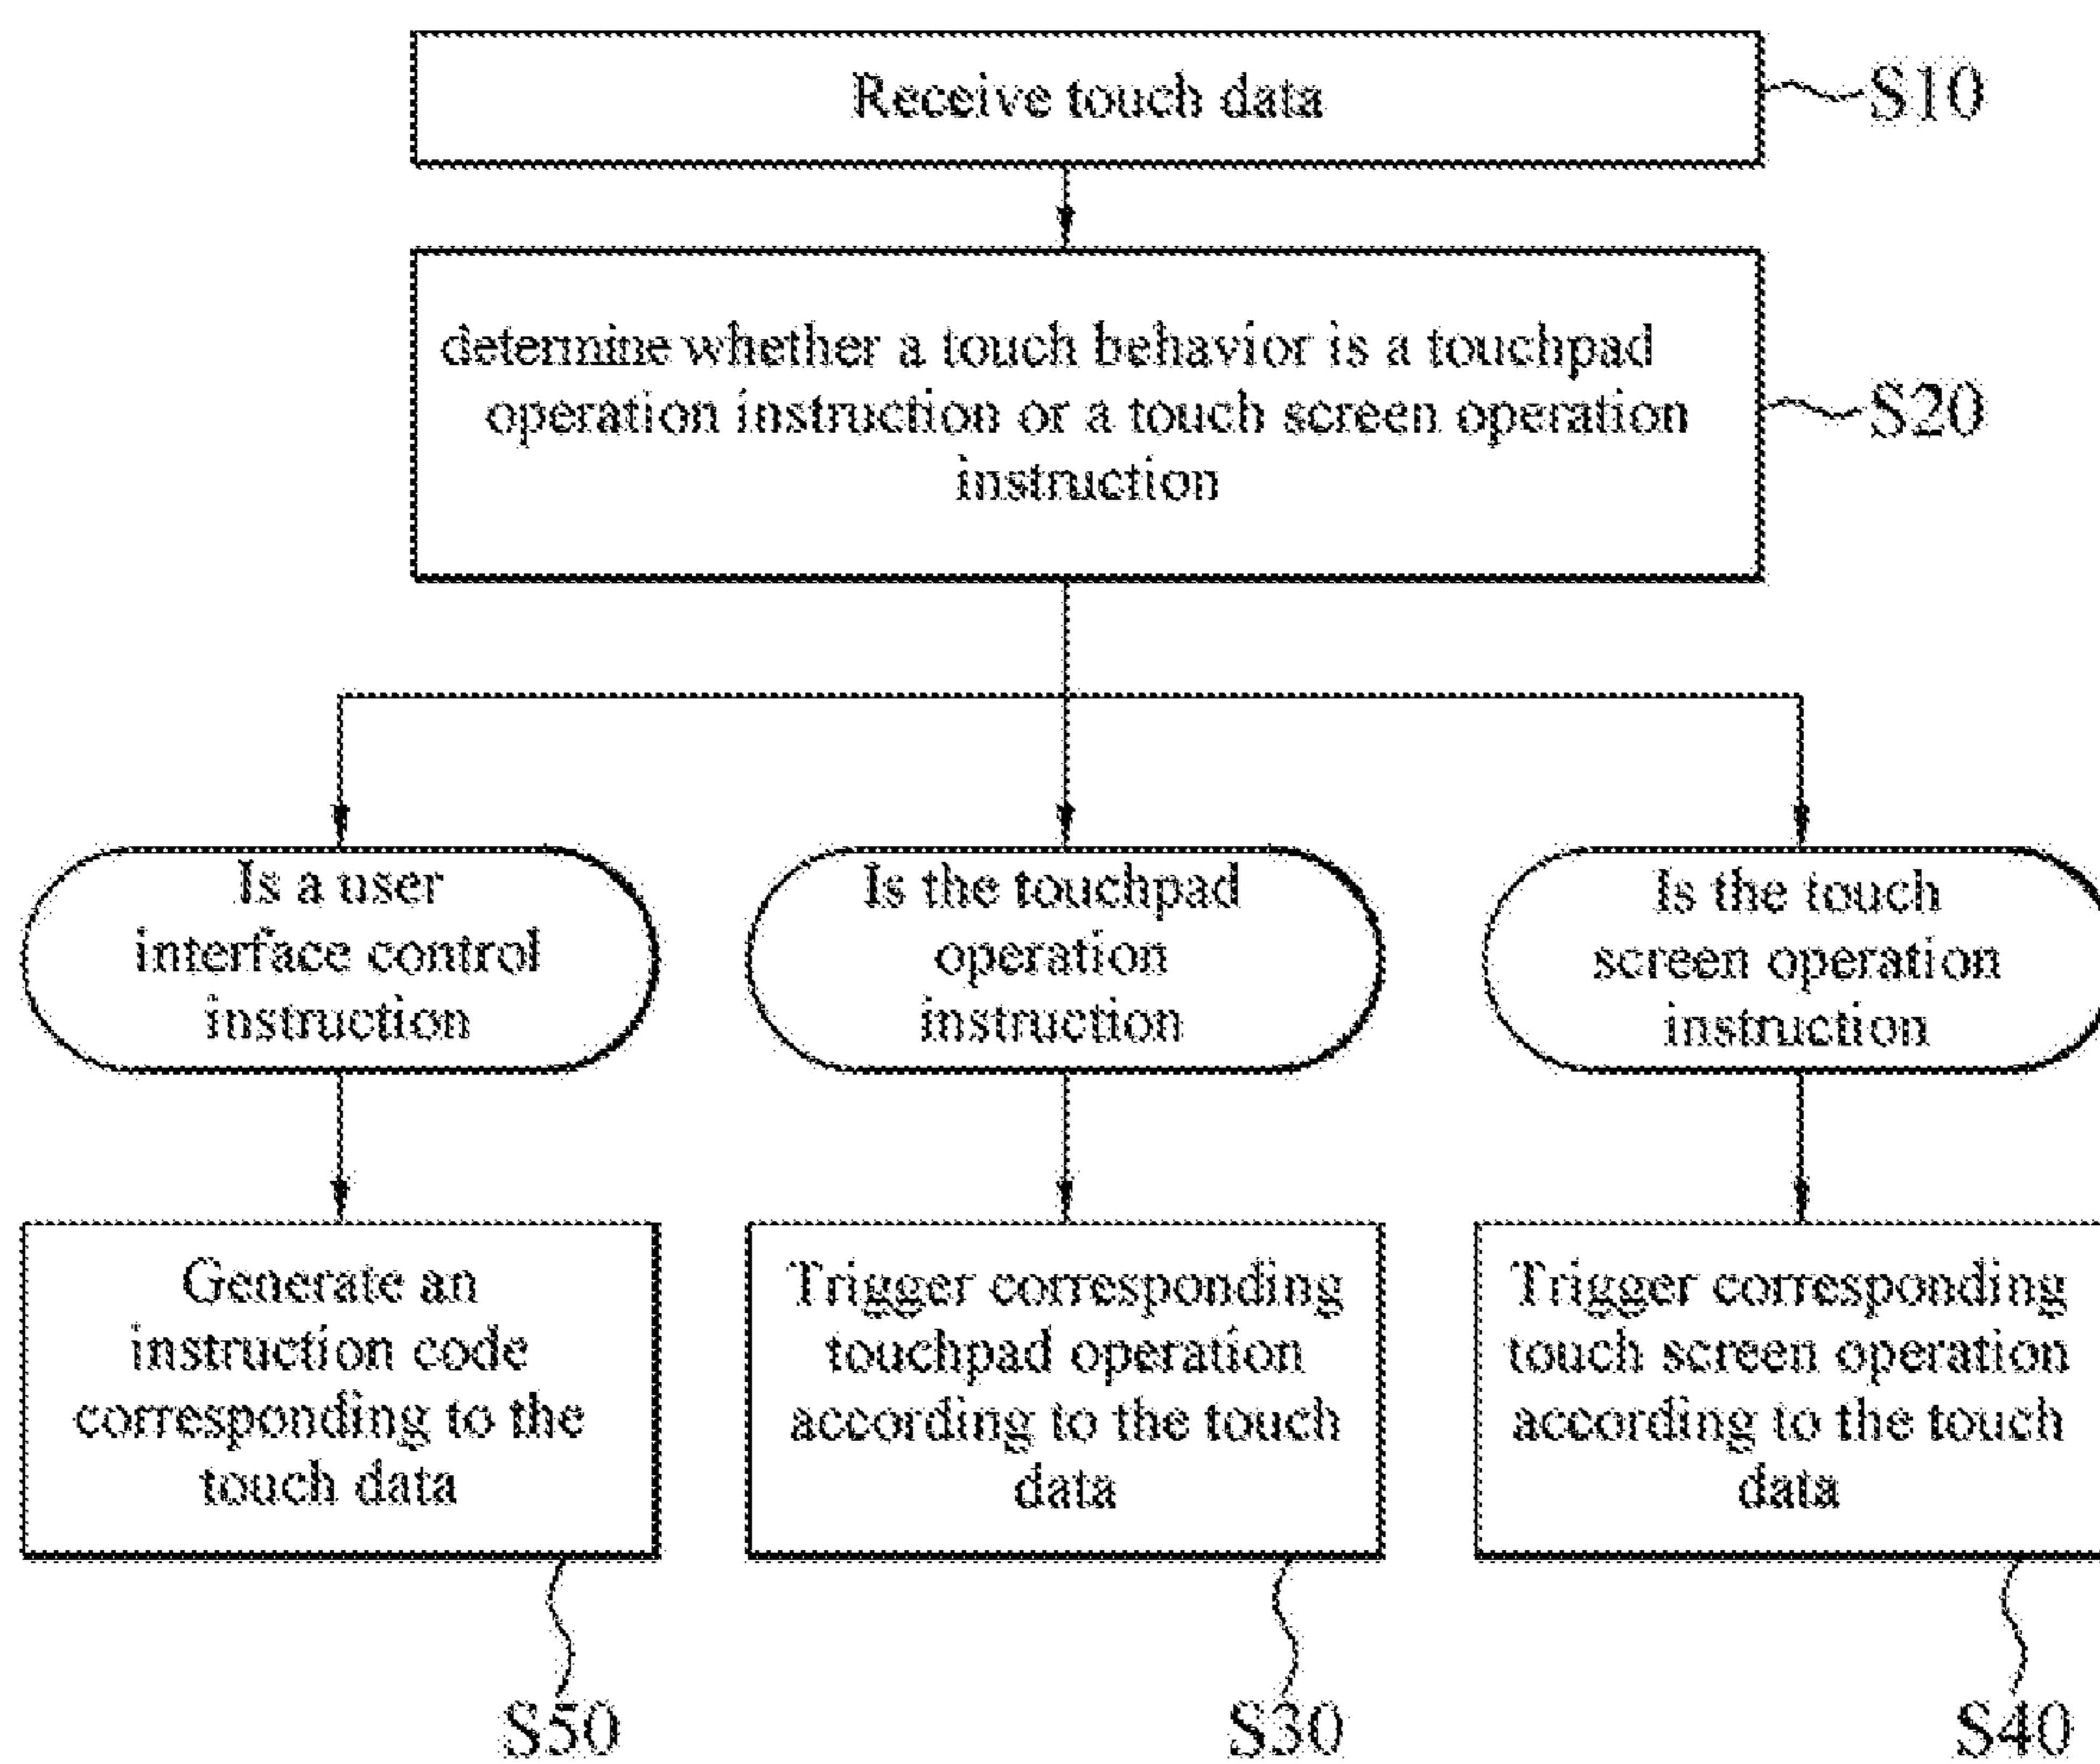 Receive touch data
S10
determine whether a touch behavior is a touchpad
operation instruction or a touch screen operation
instruction
S20
Is a user
interface control
instruction
Is the touchpad
operation
instruction
Is the touch
screen operation
instruction
Generate an
instruction code
corresponding to the
touch data
S50
Trigger corresponding
touchpad operation
according to the touch
data
S30
Trigger corresponding
touch screen operation
according to the touch
data
S40